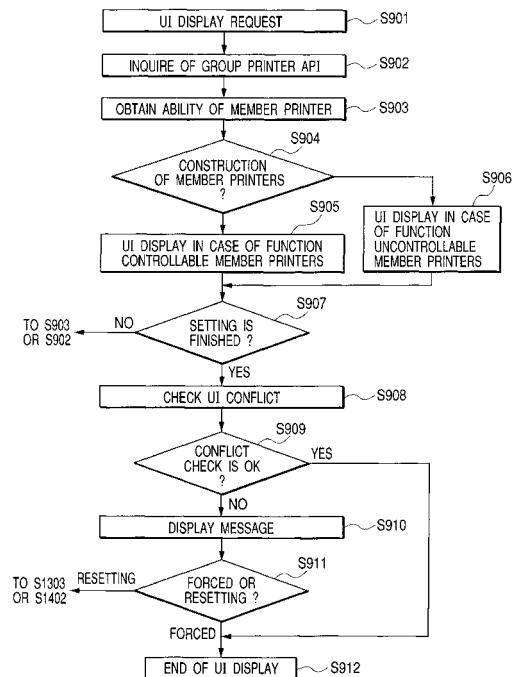 UI DISPLAY REQUEST
S901
INQUIRE OF GROUP PRINTER API
S902
OBTAIN ABILITY OF MEMBER PRINTER
S903
S904
CONSTRUCTION
OF MEMBER PRINTERS
?
S905
UI DISPLAY IN CASE OF FUNCTION
CONTROLLABLE MEMBER PRINTERS
S906
UI DISPLAY IN CASE
OF FUNCTION
UNCONTROLLABLE
MEMBER PRINTERS
S907
SETTING IS
FINISHED ?
NO
TO S903
OR S902
YES
CHECK UI CONFLICT
S908
S909
CONFLICT
CHECK IS OK
?
YES
NO
DISPLAY MESSAGE
S910
S911
FORCED OR
RESETTING ?
RESETTING
TO S1303
OR S1402
FORCED
END OF UI DISPLAY
S912